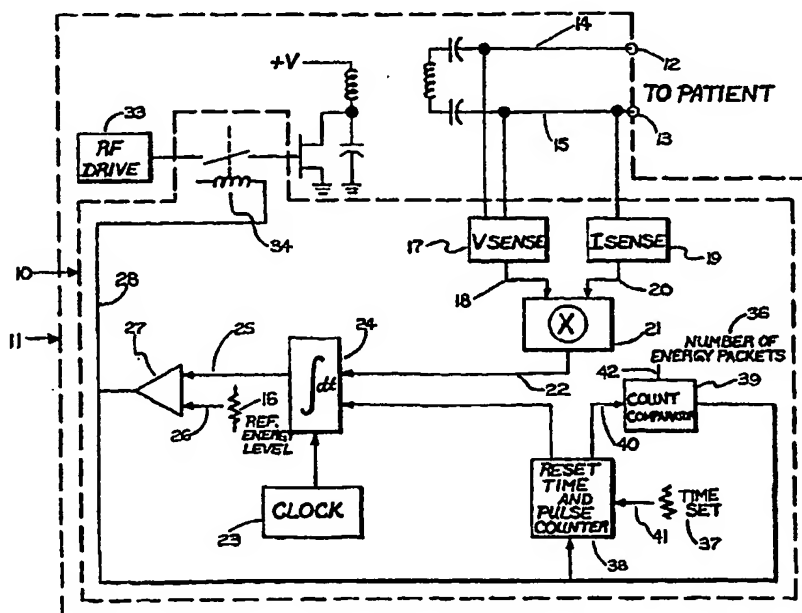 14
+V
12
33
TO PATIENT
RF
DRIVE
13
15
34
17
V SENSE
I SENSE
19
10
28
18
20
36
27
25
24
X
21
NUMBER OF
ENERGY PACKETS
11
42
39
∫dt
22
COUNT
COMPARATOR
26
16
REF.
ENERGY
LEVEL
40
RESET
TIME
AND
PULSE
COUNTER
TIME
SET
CLOCK
41
37
23
38